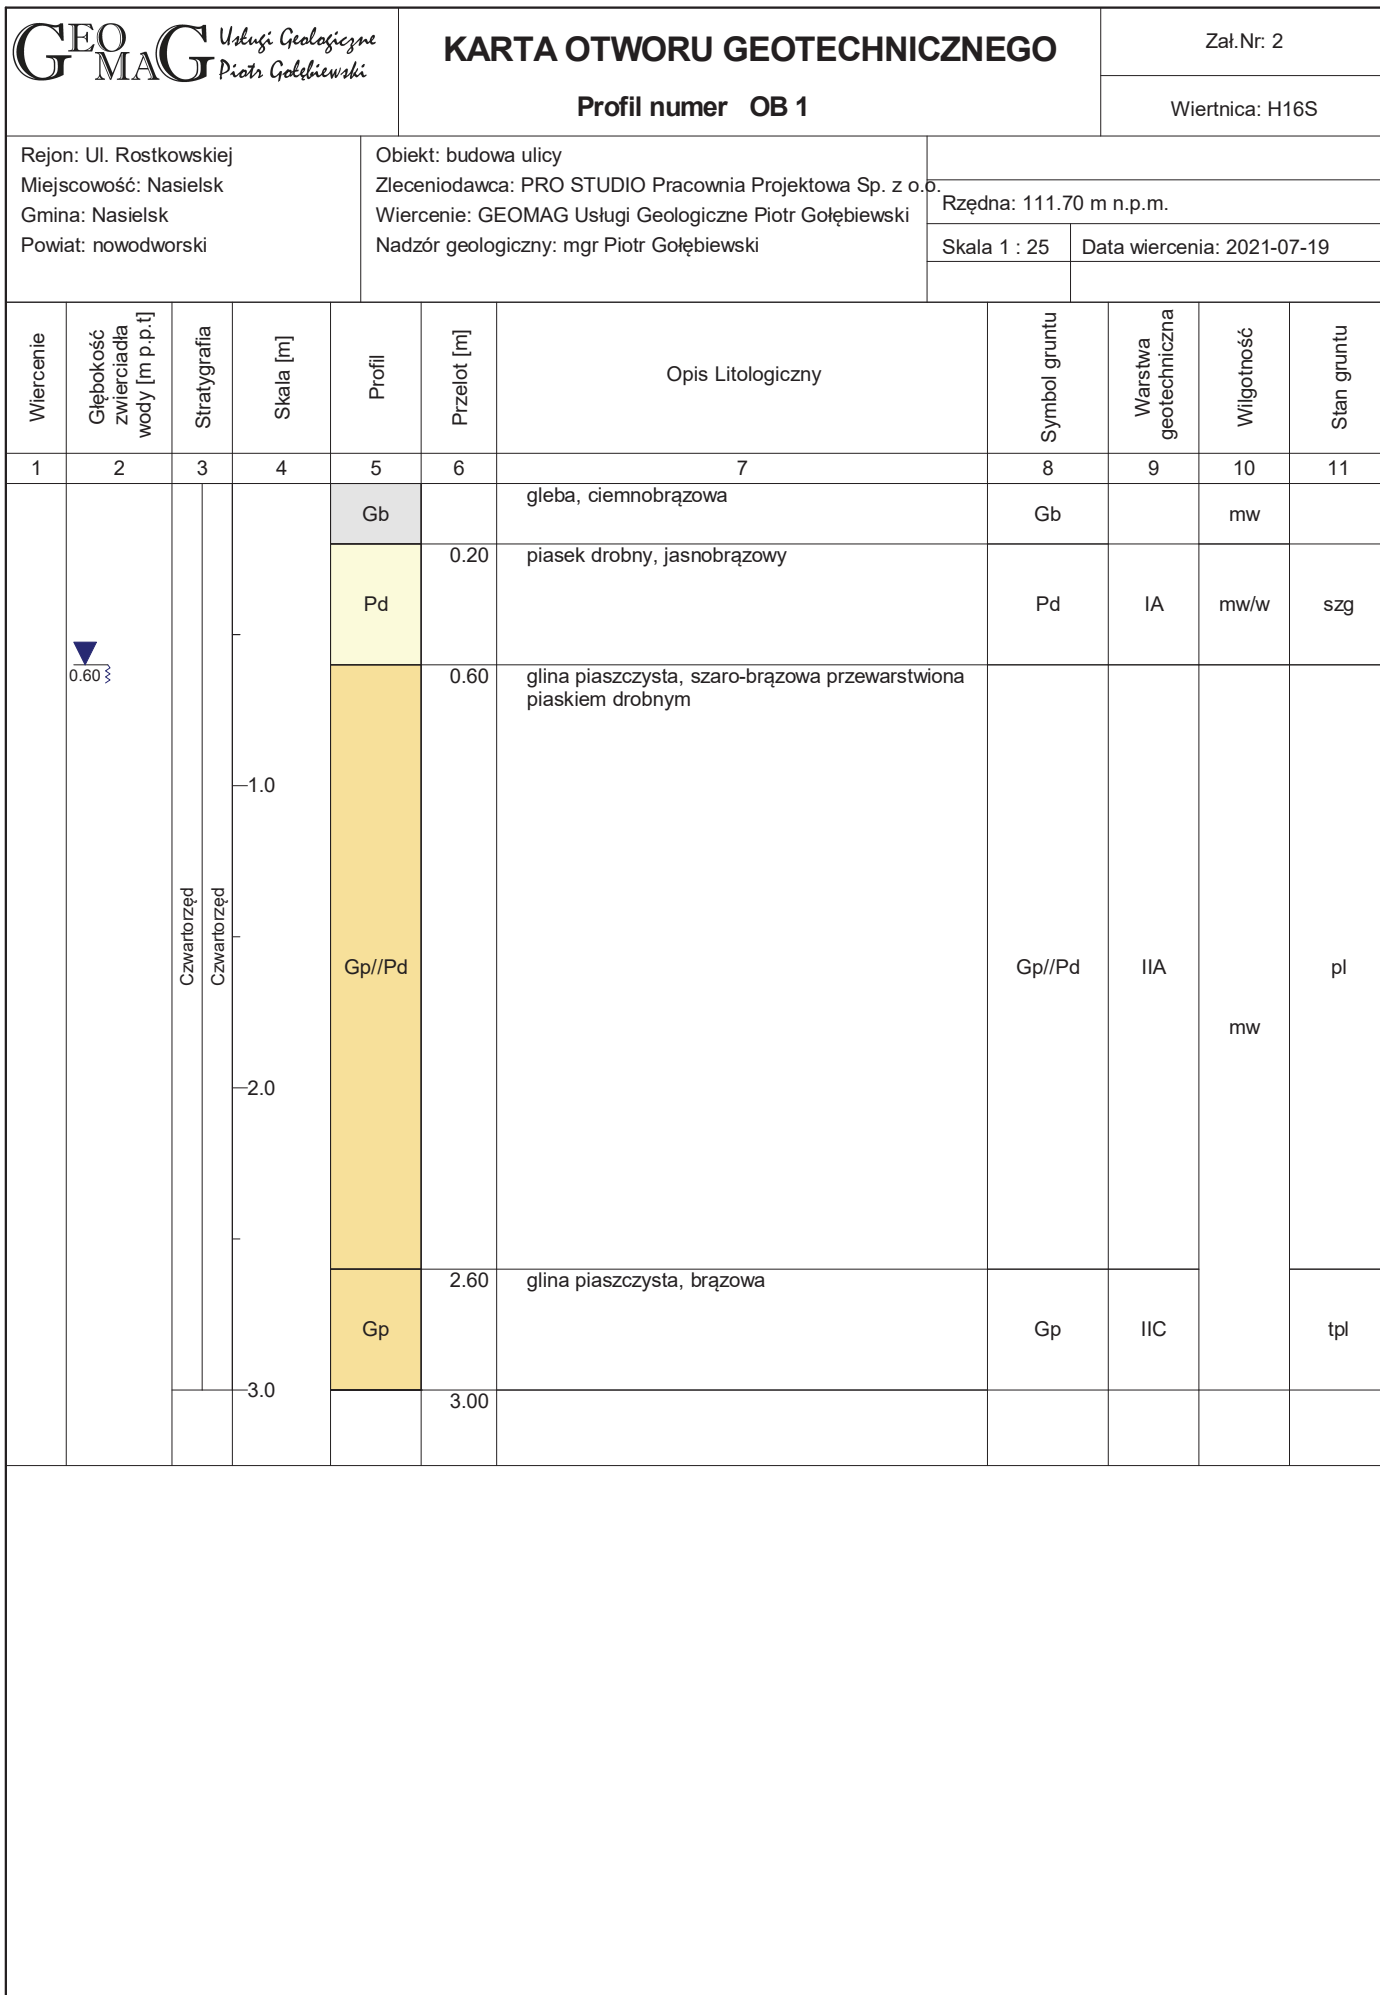 GEOMAG Usługi Geologiczne
Piotr Gołębiewski
KARTA OTWORU GEOTECHNICZNEGO
Profil numer OB 1
Zał.Nr: 2
Wiertnica: H16S
Rejon: Ul. Rostkowskiej
Miejscowość: Nasielsk
Gmina: Nasielsk
Powiat: nowodworski
Obiekt: budowa ulicy
Zleceniodawca: PRO STUDIO Pracownia Projektowa Sp. z o.o.
Wiercenie: GEOMAG Usługi Geologiczne Piotr Gołębiewski
Nadzór geologiczny: mgr Piotr Gołębiewski
Rzędna: 111.70 m n.p.m.
Skala 1 : 25
Data wiercenia: 2021-07-19
Wiercenie
Głębokość
zwierciadła
wody [m p.p.t]
Stratygrafia
Skala [m]
Profil
Przelot [m]
Opis Litologiczny
Symbol gruntu
Warstwa
geotechniczna
Wilgotność
Stan gruntu
1 2 3 4 5 6 7 8 9 10 11
Gb gleba, ciemnobrązowa Gb mw
0.20 piasek drobny, jasnobrązowy
Pd Pd IA mw/w szg
0.60
0.60 glina piaszczysta, szaro-brązowa przewarstwiona
piaskiem drobnym
1.0
Czwartorzęd
Czwartorzęd
Gp//Pd Gp//Pd IIA pl
mw
2.0
2.60 glina piaszczysta, brązowa
Gp Gp IIC tpl
3.0
3.00